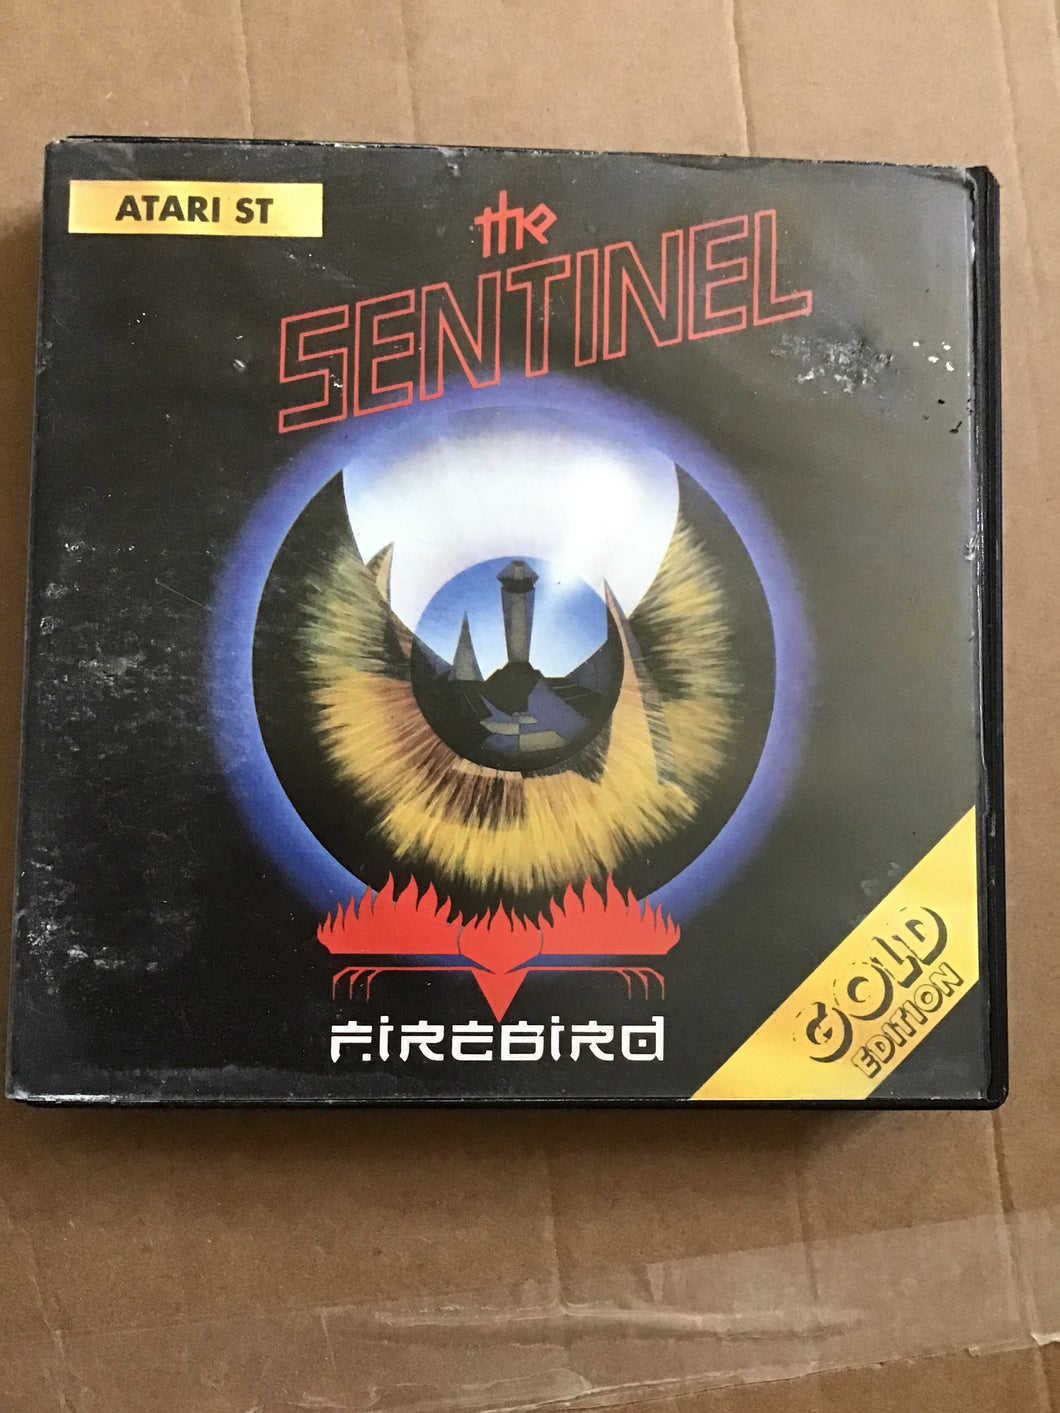 ATARI ST
the
SENTINEL
FIREBIRD
GOLD
EDITION